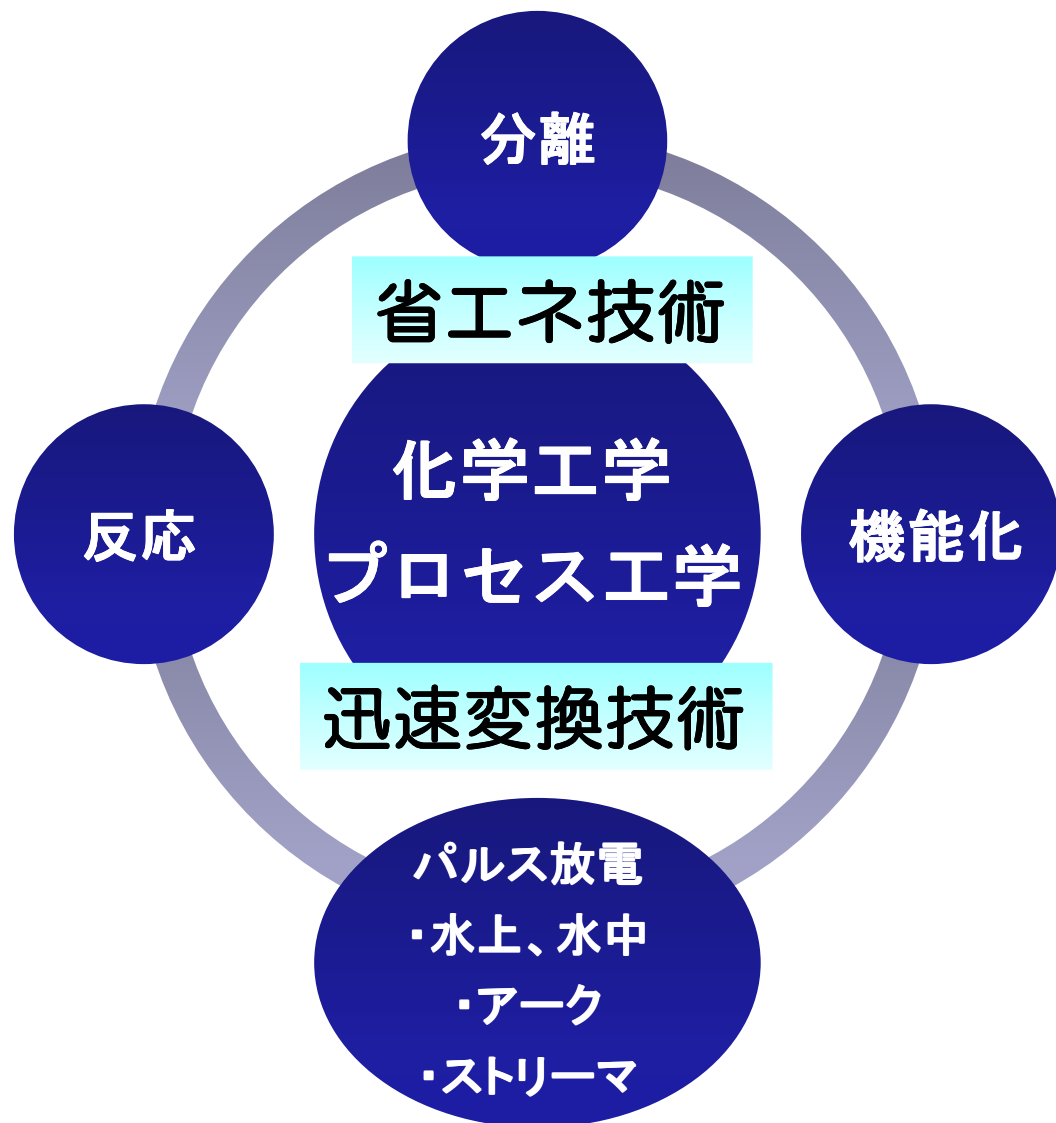 分離
省エネ技術
化学工学
プロセス工学
反応
機能化
迅速変換技術
パルス放電
・水上、水中
・アーク
・ストリーマ